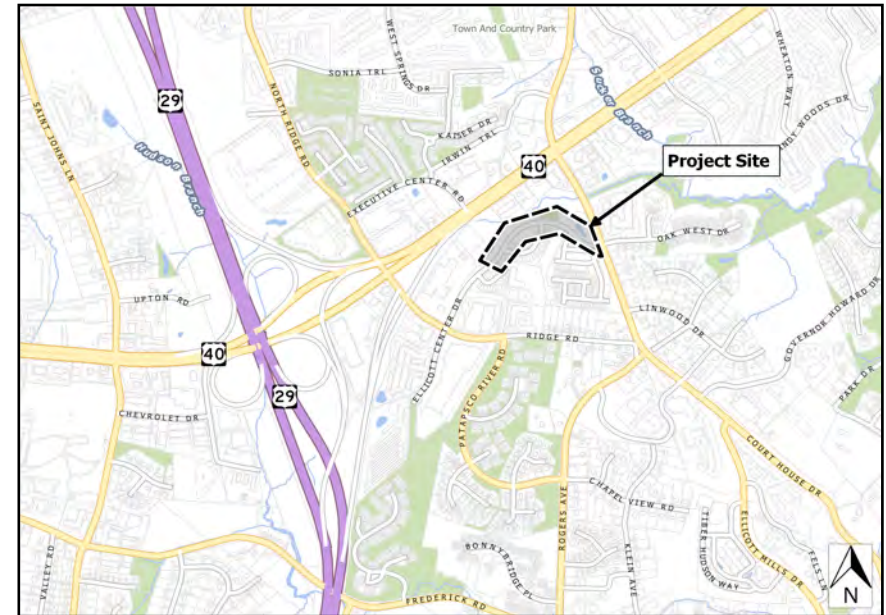 Town And Country Park
WEST SPRINGS DR
WHEATON WAY
SONIA TRL
29
NORTH RIDGE RD
SAINT JOHNS LN
Sucker Branch
KAISER DR
IRWIN TRL
Hudson Branch
40
Project Site
EXECUTIVE CENTER RD
OAK WEST DR
UPTON RD
LINWOOD DR
GOVERNOR HOWARD DR
ELLICOTT CENTER DR
RIDGE RD
40
PARK DR
29
PATAPSCO RIVER RD
CHEVROLET DR
COURT HOUSE DR
CHAPEL VIEW RD
ROGERS AVE
TIBER HUDSON WAY
ELLICOTT MILLS DR
KLEIN AVE
FELS LN
VALLEY RD
BONNYBRIDGE PL
FREDERICK RD
N